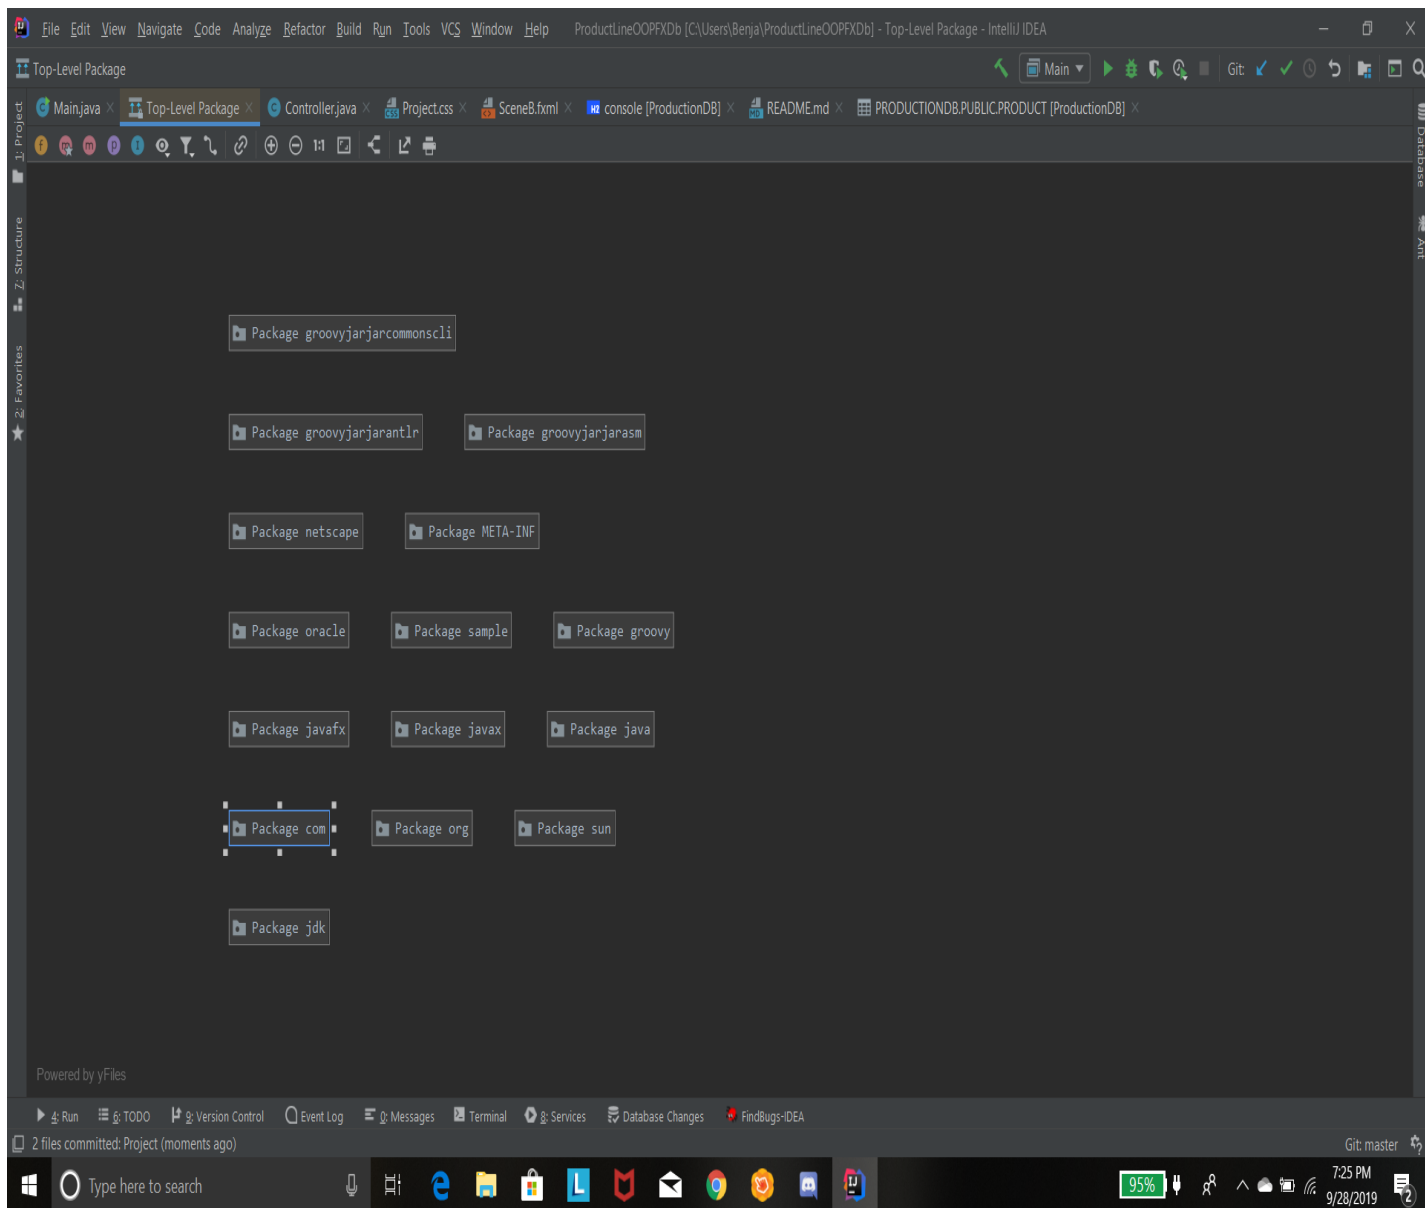 File Edit View Navigate Code Analyze Refactor Build Run Tools VCS Window Help ProductLineOOPFXDb [C:\Users\Benja\ProductLineOOPFXDb] - Top-Level Package - IntelliJ IDEA
Top-Level Package Main Git:
Main.java Top-Level Package Controller.java Project.css SceneB.fxml console [ProductionDB] README.md PRODUCTIONDB.PUBLIC.PRODUCT [ProductionDB]
1:1
1: Project
Z: Structure
2: Favorites
Database
Ant
Package groovyjarjarcommonscli
Package groovyjarjarantlr Package groovyjarjarasm
Package netscape Package META-INF
Package oracle Package sample Package groovy
Package javafx Package javax Package java
Package com Package org Package sun
Package jdk
Powered by yFiles
4: Run 6: TODO 9: Version Control Event Log 0: Messages Terminal 8: Services Database Changes FindBugs-IDEA
2 files committed: Project (moments ago) Git: master
Type here to search 95% 7:25 PM
9/28/2019 2